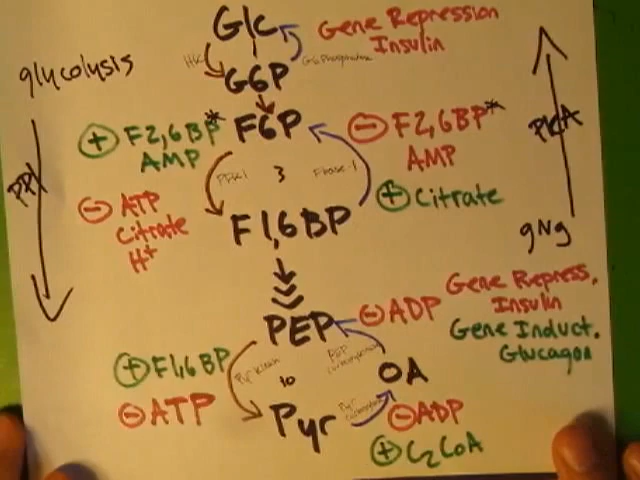 Glc
Gene Repression
Insulin
HK
G6Phosphatase
glycolysis
G6P
⊕ F2,6BP*
AMP
F6P
⊖ F2,6BP*
AMP
PKA
PP1
PFK1
3
Fbase-1
⊖ ATP
Citrate
H+
⊕ Citrate
F1,6BP
gNg
PEP
⊖ ADP
Gene Repress.
Insulin
Gene Induct.
Glucagon
⊕ F1,6BP
Pyr Kinase
PEP
carboxykinase
OA
10
⊖ ATP
Pyr
Pyr
carboxylase
⊖ ADP
⊕ C2CoA